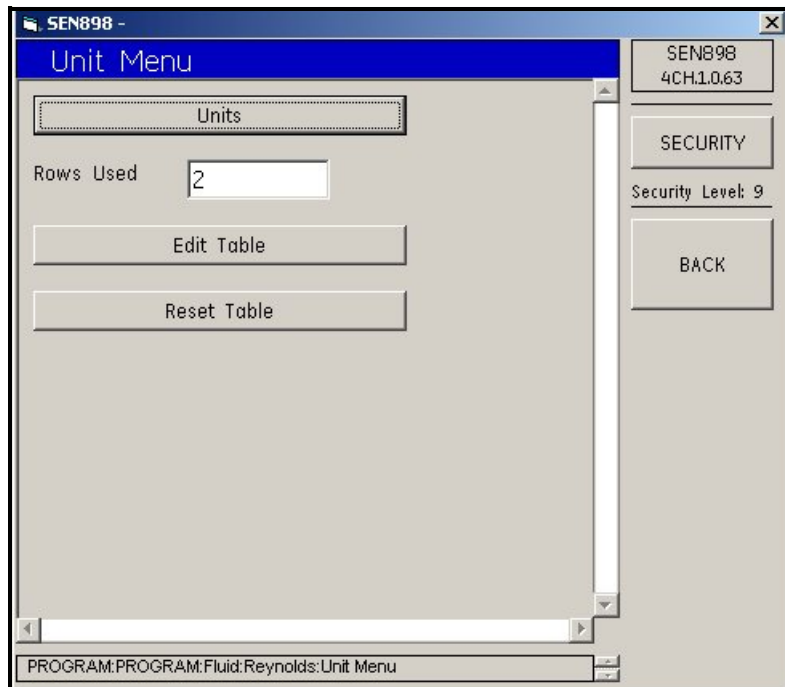 SEN898 -
Unit Menu
Units
Rows Used 2
Edit Table
Reset Table
SEN898
4CH.1.0.63
SECURITY
Security Level: 9
BACK
PROGRAM:PROGRAM:Fluid:Reynolds:Unit Menu